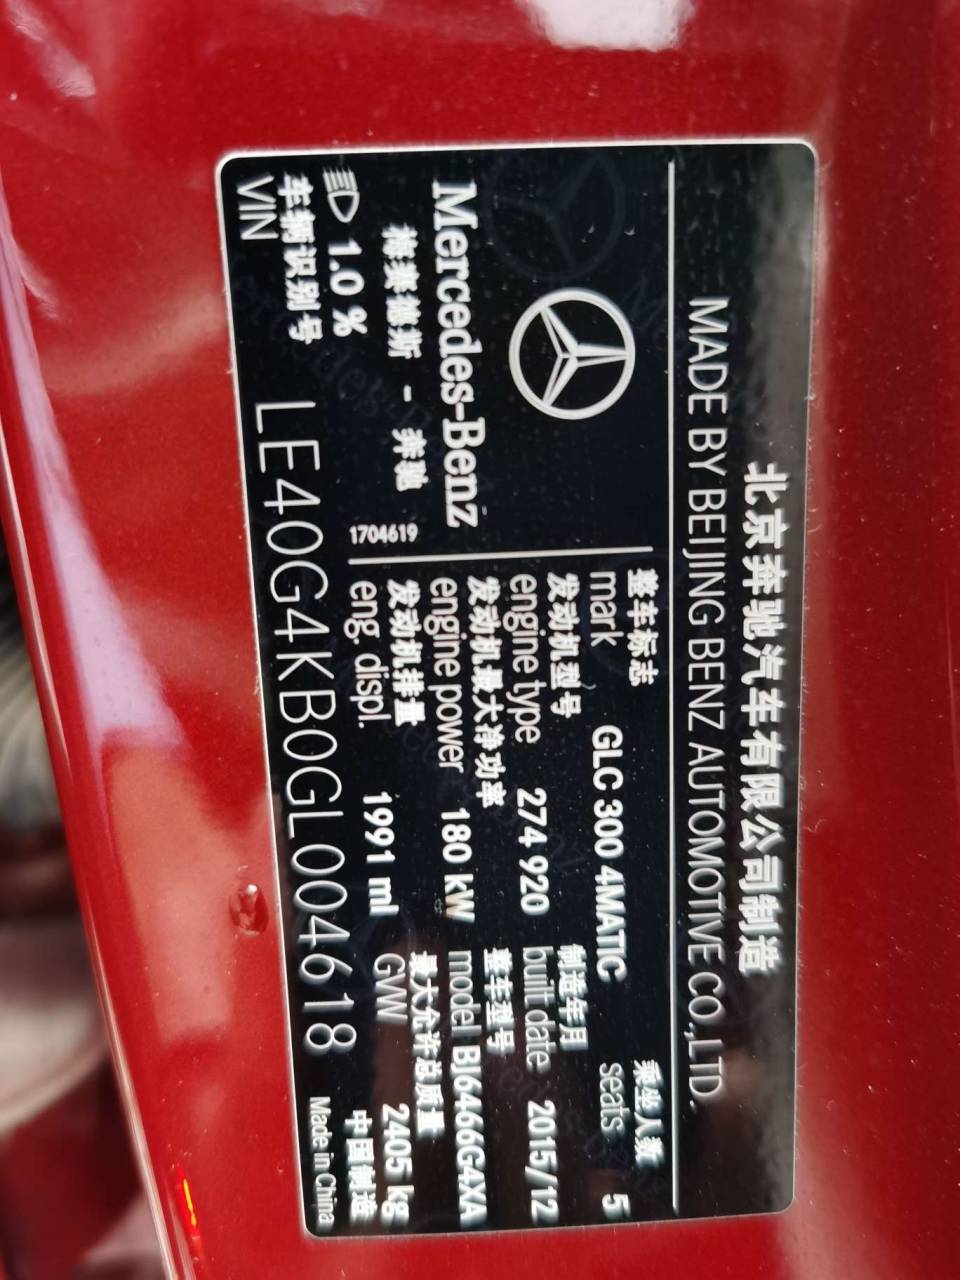 北京奔驰汽车有限公司制造
MADE BY BEIJING BENZ AUTOMOTIVE CO.,LTD.
Mercedes-Benz
梅赛德斯 - 奔驰
1704619
整车标志
mark GLC 300 4MATIC
乘坐人数
seats 5
发动机型号
engine type 274 920
制造年月
built date 2015/12
发动机最大净功率
engine power 180 kW
整车型号
model BJ6466G4XA
发动机排量
eng. displ. 1991 ml
最大允许总质量
GVW 2405 kg
1.0 %
车辆识别号
VIN LE40G4KB0GL004618
中国制造
Made in China